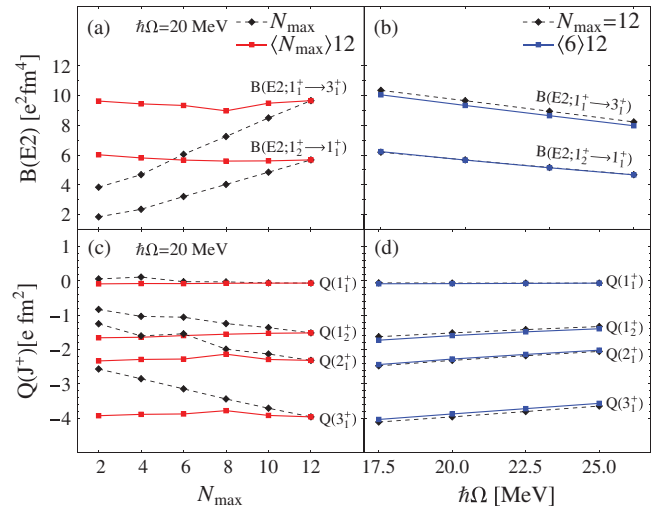 (a) ħΩ=20 MeV N_max
⟨N_max⟩12
B(E2;1₁⁺→3₁⁺)
B(E2;1₂⁺→1₁⁺)
B(E2) [e²fm⁴]
12
10
8
6
4
2
(b) N_max=12
⟨6⟩12
B(E2;1₁⁺→3₁⁺)
B(E2;1₂⁺→1₁⁺)
(c) ħΩ=20 MeV
Q(1₁⁺)
Q(1₂⁺)
Q(2₁⁺)
Q(3₁⁺)
Q(J⁺)[e fm²]
1
0
−1
−2
−3
−4
2 4 6 8 10 12
N_max
(d)
Q(1₁⁺)
Q(1₂⁺)
Q(2₁⁺)
Q(3₁⁺)
17.5 20.0 22.5 25.0
ħΩ [MeV]